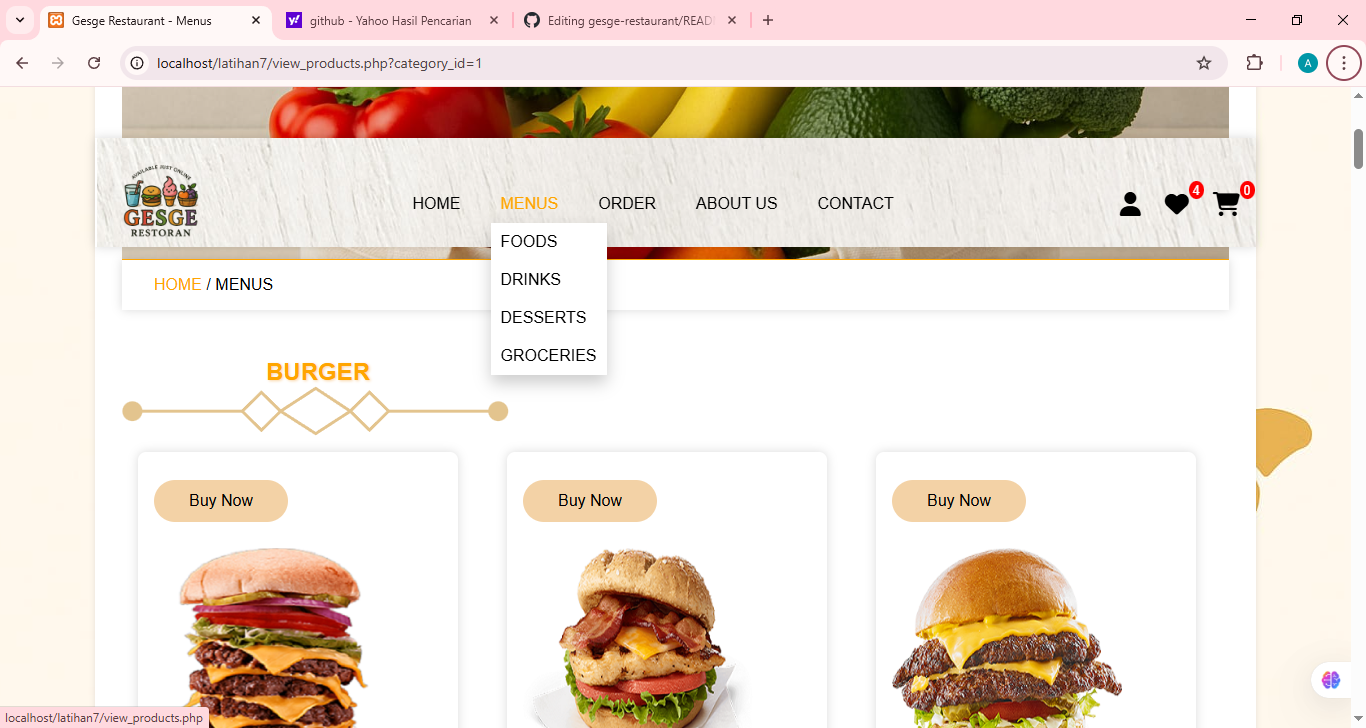 Gesge Restaurant - Menus
github - Yahoo Hasil Pencarian
Editing gesge-restaurant/READ
localhost/latihan7/view_products.php?category_id=1
A
AVAILABLE JUST ONLINE
GESGE
RESTORAN
HOME
MENUS
ORDER
ABOUT US
CONTACT
4
0
FOODS
DRINKS
DESSERTS
GROCERIES
HOME / MENUS
BURGER
Buy Now
Buy Now
Buy Now
localhost/latihan7/view_products.php